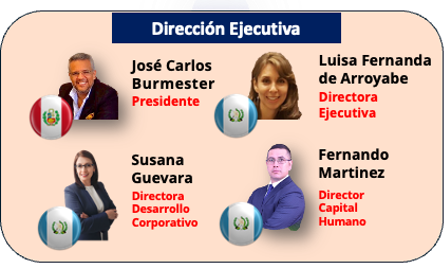 Dirección Ejecutiva
José Carlos
Burmester
Presidente
Luisa Fernanda
de Arroyabe
Directora
Ejecutiva
Susana
Guevara
Directora
Desarrollo
Corporativo
Fernando
Martinez
Director
Capital
Humano